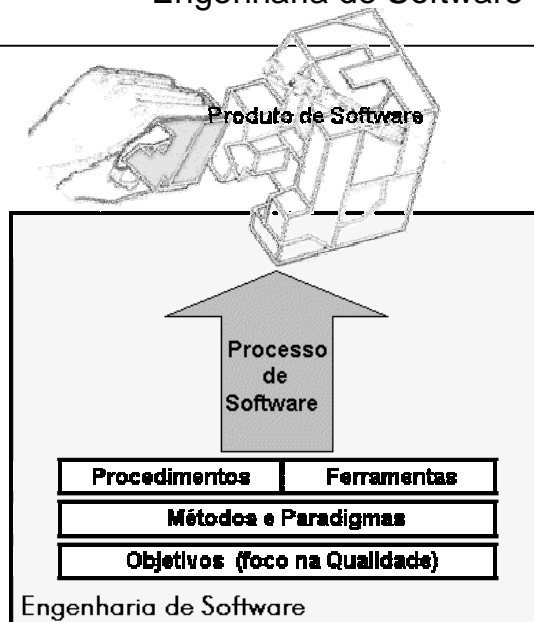 Engenharia de Software
Produto de Software
Processo
de
Software
Procedimentos Ferramentas
Métodos e Paradigmas
Objetivos (foco na Qualidade)
Engenharia de Software